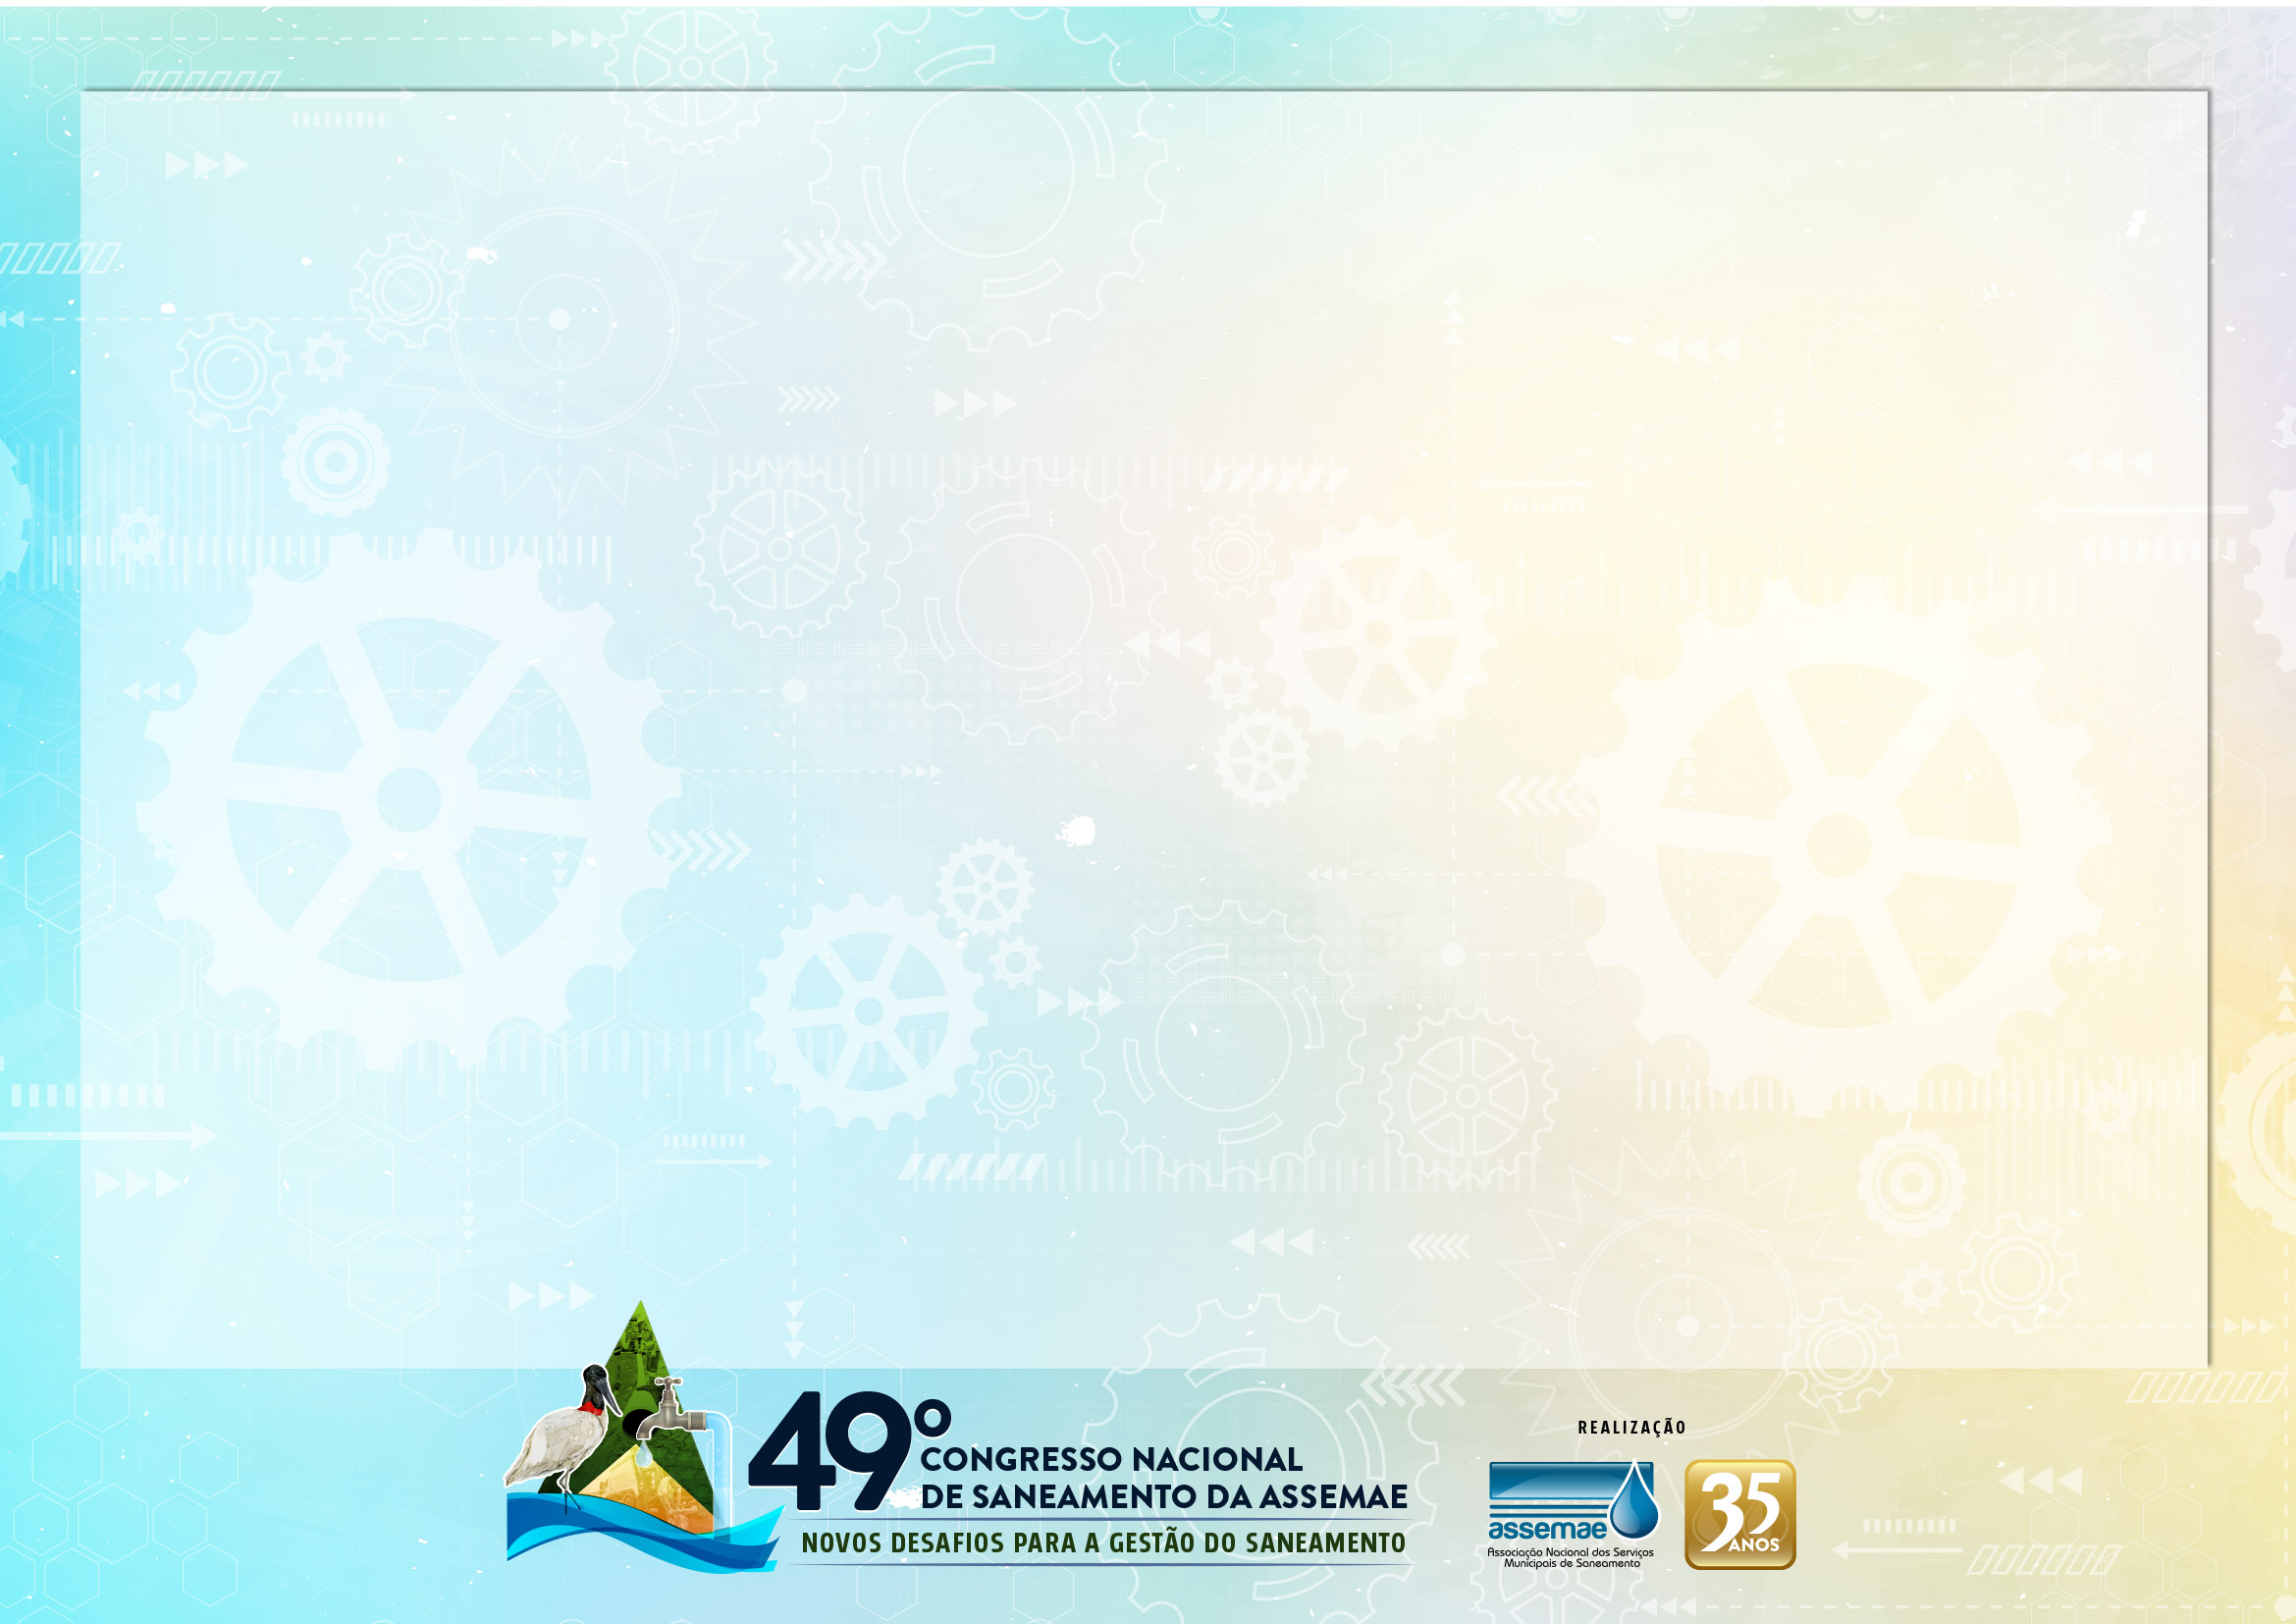 49º
CONGRESSO NACIONAL
DE SANEAMENTO DA ASSEMAE
NOVOS DESAFIOS PARA A GESTÃO DO SANEAMENTO
REALIZAÇÃO
assemae
Associação Nacional dos Serviços
Municipais de Saneamento
35
ANOS